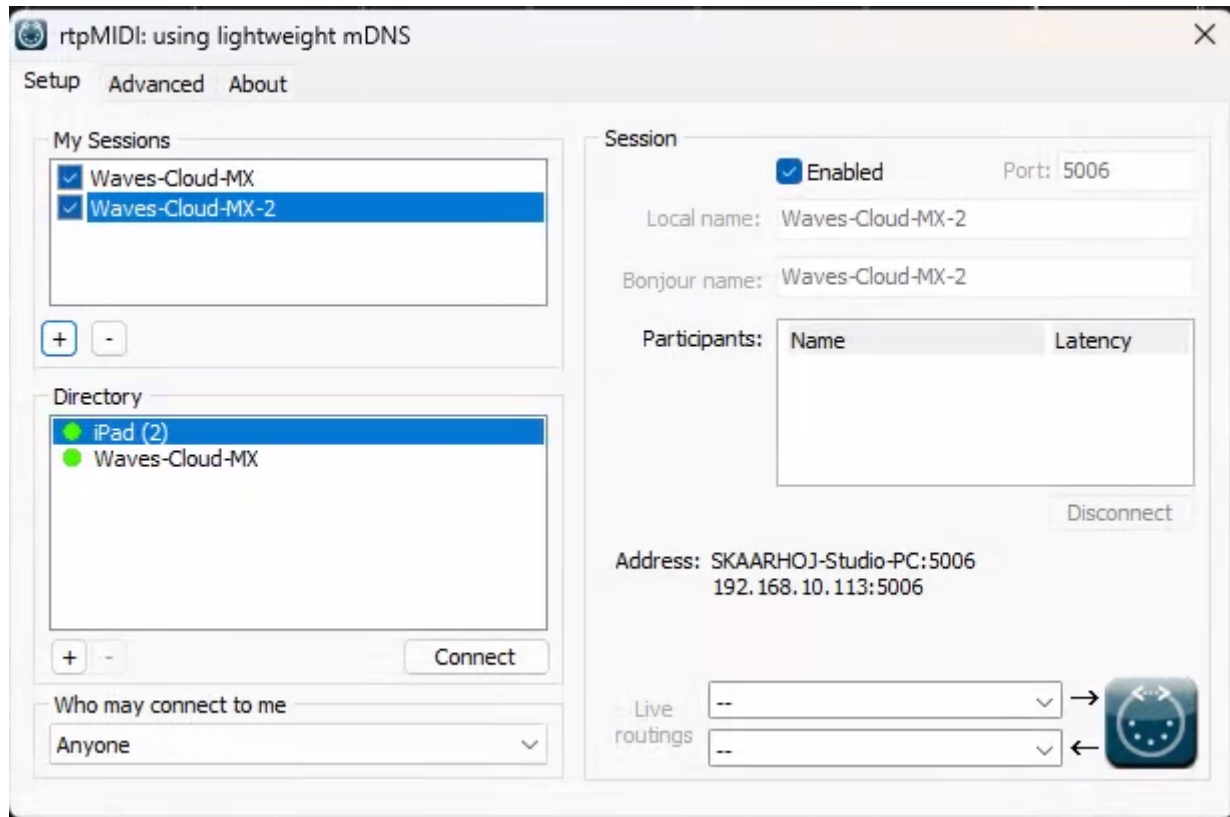 rtpMIDI: using lightweight mDNS
Setup Advanced About
My Sessions
Waves-Cloud-MX
Waves-Cloud-MX-2
+ -
Directory
iPad (2)
Waves-Cloud-MX
+ - Connect
Who may connect to me
Anyone
Session
Enabled Port: 5006
Local name: Waves-Cloud-MX-2
Bonjour name: Waves-Cloud-MX-2
Participants: Name Latency
Disconnect
Address: SKAARHOJ-Studio-PC:5006
192.168.10.113:5006
Live
routings
--
--